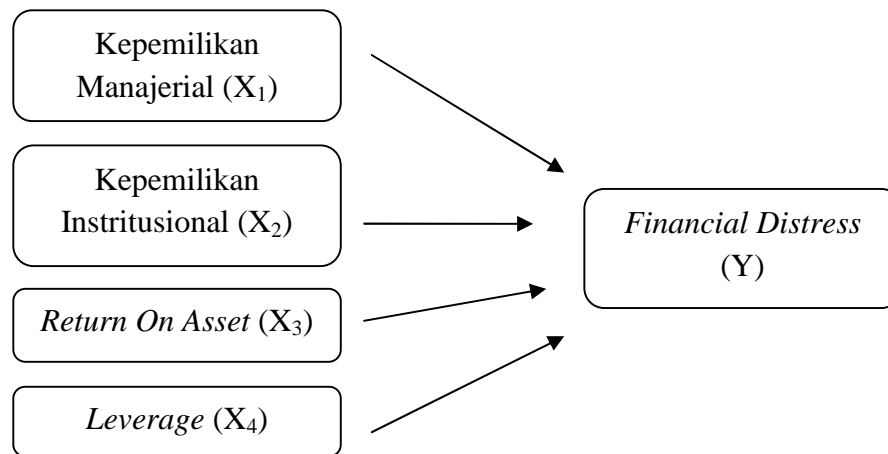 Kepemilikan
Manajerial (X₁)
Kepemilikan
Instritusional (X₂)
Return On Asset (X₃)
Leverage (X₄)
Financial Distress
(Y)